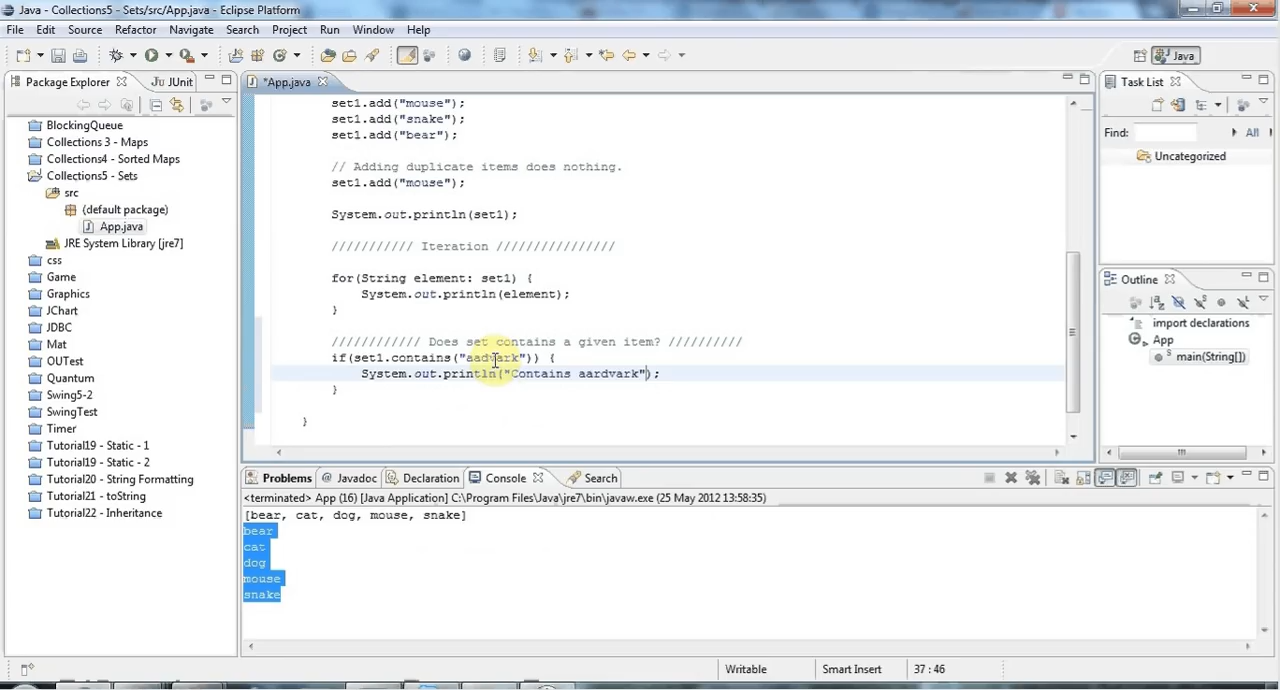 Java - Collections5 - Sets/src/App.java - Eclipse Platform
File Edit Source Refactor Navigate Search Project Run Window Help
Java
Package Explorer
Ju JUnit
BlockingQueue
Collections 3 - Maps
Collections4 - Sorted Maps
Collections5 - Sets
src
(default package)
App.java
JRE System Library [jre7]
css
Game
Graphics
JChart
JDBC
Mat
OUTest
Quantum
Swing5-2
SwingTest
Timer
Tutorial19 - Static - 1
Tutorial19 - Static - 2
Tutorial20 - String Formatting
Tutorial21 - toString
Tutorial22 - Inheritance
*App.java
set1.add("mouse");
set1.add("snake");
set1.add("bear");
// Adding duplicate items does nothing.
set1.add("mouse");
System.out.println(set1);
/////////// Iteration ////////////////
for(String element: set1) {
System.out.println(element);
}
//////////// Does set contains a given item? //////////
if(set1.contains("aadvark")) {
System.out.println("Contains aardvark");
}
}
Task List
Find:
All
Uncategorized
Outline
import declarations
App
main(String[])
Problems
@ Javadoc
Declaration
Console
Search
<terminated> App (16) [Java Application] C:\Program Files\Java\jre7\bin\javaw.exe (25 May 2012 13:58:35)
[bear, cat, dog, mouse, snake]
bear
cat
dog
mouse
snake
Writable
Smart Insert
37 : 46